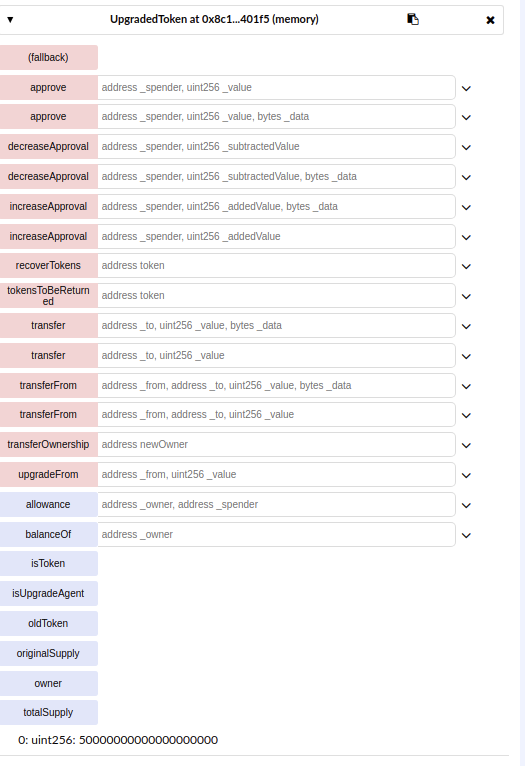 ▼ UpgradedToken at 0x8c1...401f5 (memory)
(fallback)
approve address _spender, uint256 _value
approve address _spender, uint256 _value, bytes _data
decreaseApproval address _spender, uint256 _subtractedValue
decreaseApproval address _spender, uint256 _subtractedValue, bytes _data
increaseApproval address _spender, uint256 _addedValue, bytes _data
increaseApproval address _spender, uint256 _addedValue
recoverTokens address token
tokensToBeReturn
ed address token
transfer address _to, uint256 _value, bytes _data
transfer address _to, uint256 _value
transferFrom address _from, address _to, uint256 _value, bytes _data
transferFrom address _from, address _to, uint256 _value
transferOwnership address newOwner
upgradeFrom address _from, uint256 _value
allowance address _owner, address _spender
balanceOf address _owner
isToken
isUpgradeAgent
oldToken
originalSupply
owner
totalSupply
0: uint256: 50000000000000000000